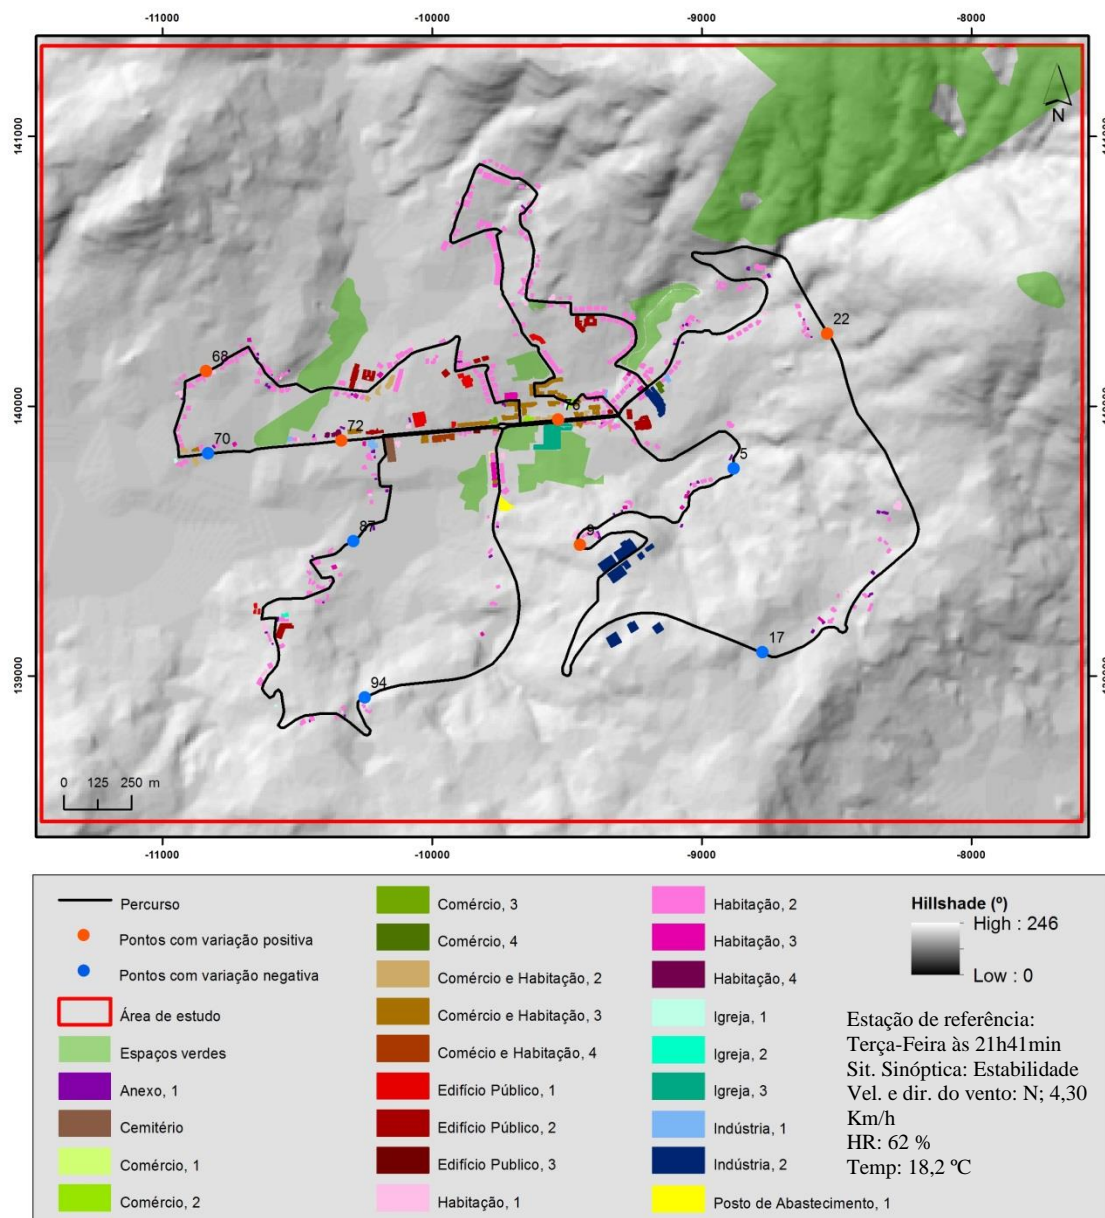 -11000 -10000 -9000 -8000
141000 141000
N
22
68
140000 140000
76
72
70
5
87
9
17
139000 139000
94
0 125 250 m
-11000 -10000 -9000 -8000
Percurso
Pontos com variação positiva
Pontos com variação negativa
Área de estudo
Espaços verdes
Anexo, 1
Cemitério
Comércio, 1
Comércio, 2
Comércio, 3
Comércio, 4
Comércio e Habitação, 2
Comércio e Habitação, 3
Comécio e Habitação, 4
Edifício Público, 1
Edifício Público, 2
Edifício Publico, 3
Habitação, 1
Habitação, 2
Habitação, 3
Habitação, 4
Igreja, 1
Igreja, 2
Igreja, 3
Indústria, 1
Indústria, 2
Posto de Abastecimento, 1
Hillshade (º)
High : 246
Low : 0
Estação de referência:
Terça-Feira às 21h41min
Sit. Sinóptica: Estabilidade
Vel. e dir. do vento: N; 4,30
Km/h
HR: 62 %
Temp: 18,2 ºC